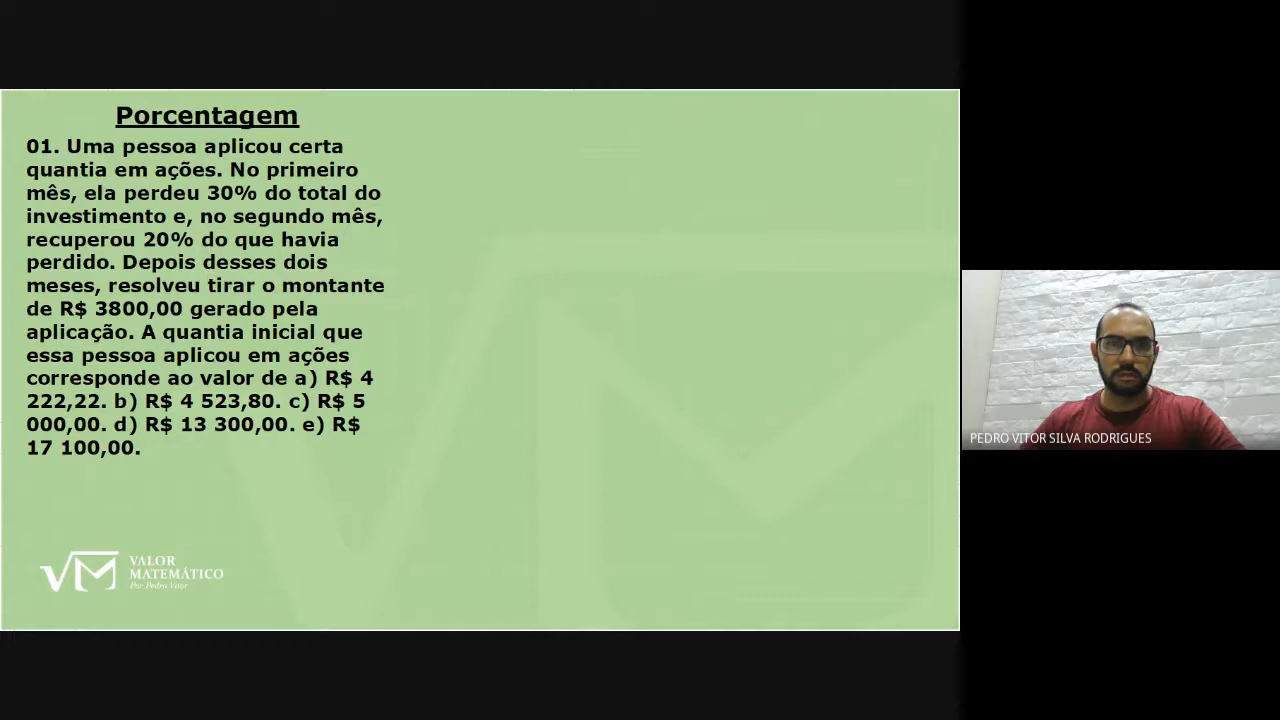 Porcentagem
01. Uma pessoa aplicou certa
quantia em ações. No primeiro
mês, ela perdeu 30% do total do
investimento e, no segundo mês,
recuperou 20% do que havia
perdido. Depois desses dois
meses, resolveu tirar o montante
de R$ 3800,00 gerado pela
aplicação. A quantia inicial que
essa pessoa aplicou em ações
corresponde ao valor de a) R$ 4
222,22. b) R$ 4 523,80. c) R$ 5
000,00. d) R$ 13 300,00. e) R$
17 100,00.
VALOR
MATEMÁTICO
Por Pedro Vitor
PEDRO VITOR SILVA RODRIGUES